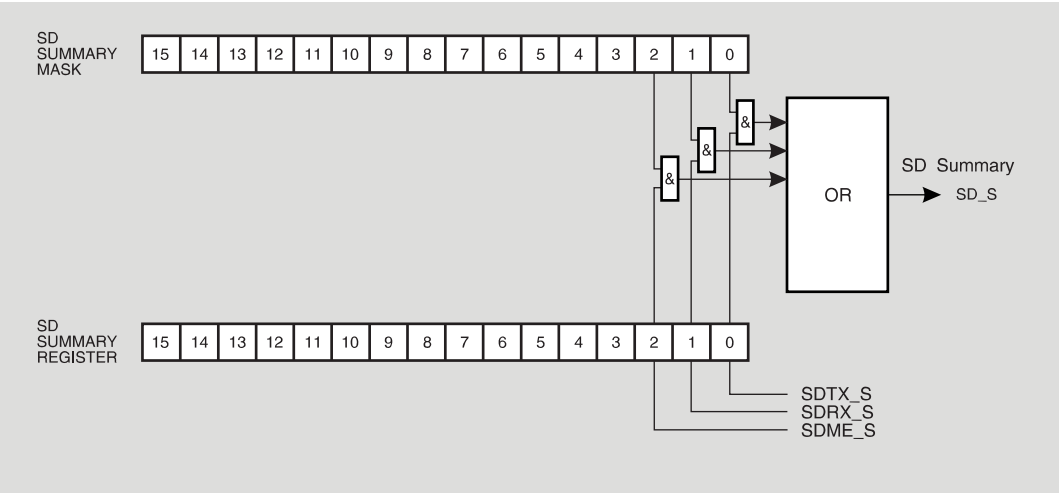 SD
SUMMARY
MASK
15 14 13 12 11 10 9 8 7 6 5 4 3 2 1 0
&
&
&
OR
SD Summary
SD_S
SD
SUMMARY
REGISTER
15 14 13 12 11 10 9 8 7 6 5 4 3 2 1 0
SDTX_S
SDRX_S
SDME_S